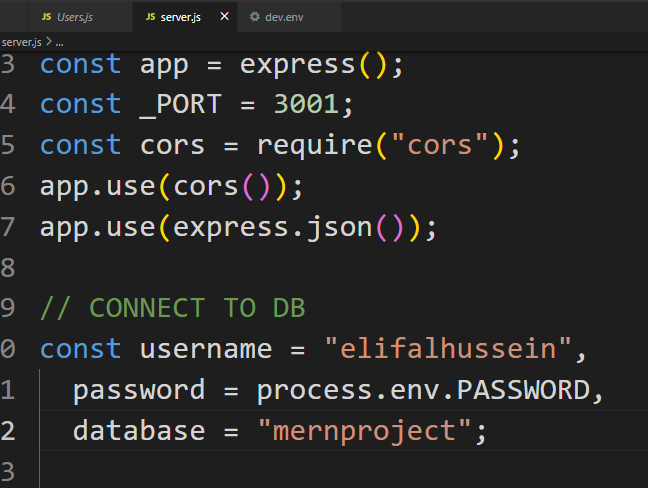 JS Users.js JS server.js × dev.env
server.js > ...
3 const app = express();
4 const _PORT = 3001;
5 const cors = require("cors");
6 app.use(cors());
7 app.use(express.json());
8
9 // CONNECT TO DB
0 const username = "elifalhussein",
1 password = process.env.PASSWORD,
2 database = "mernproject";
3